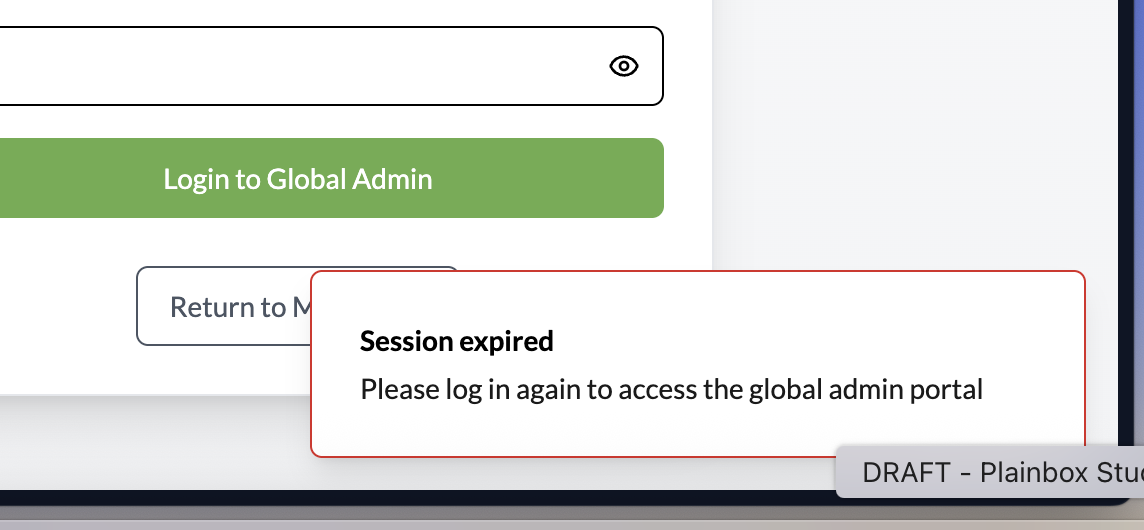 Login to Global Admin
Return to
Session expired
Please log in again to access the global admin portal
DRAFT - Plainbox